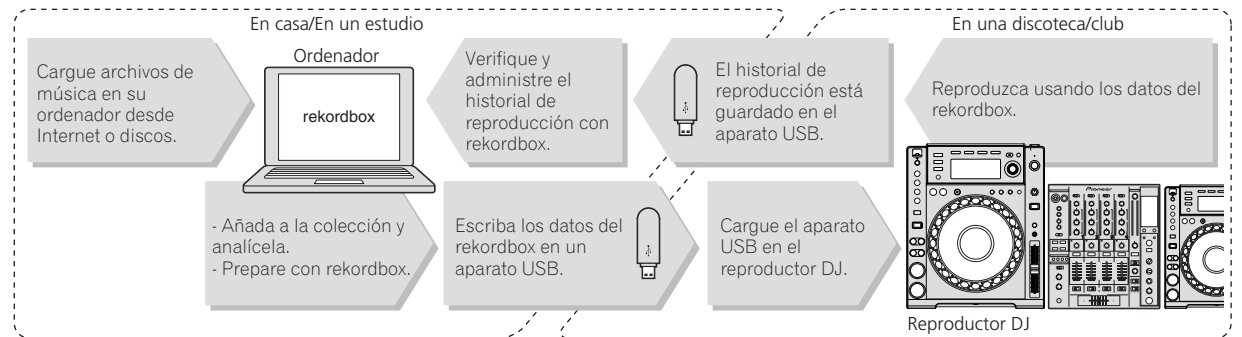 En casa/En un estudio
En una discoteca/club
Cargue archivos de
música en su
ordenador desde
Internet o discos.
Ordenador
rekordbox
Verifique y
administre el
historial de
reproducción con
rekordbox.
El historial de
reproducción está
guardado en el
aparato USB.
Reproduzca usando los datos del
rekordbox.
- Añada a la colección y
analícela.
- Prepare con rekordbox.
Escriba los datos del
rekordbox en un
aparato USB.
Cargue el aparato
USB en el
reproductor DJ.
Pioneer
Reproductor DJ